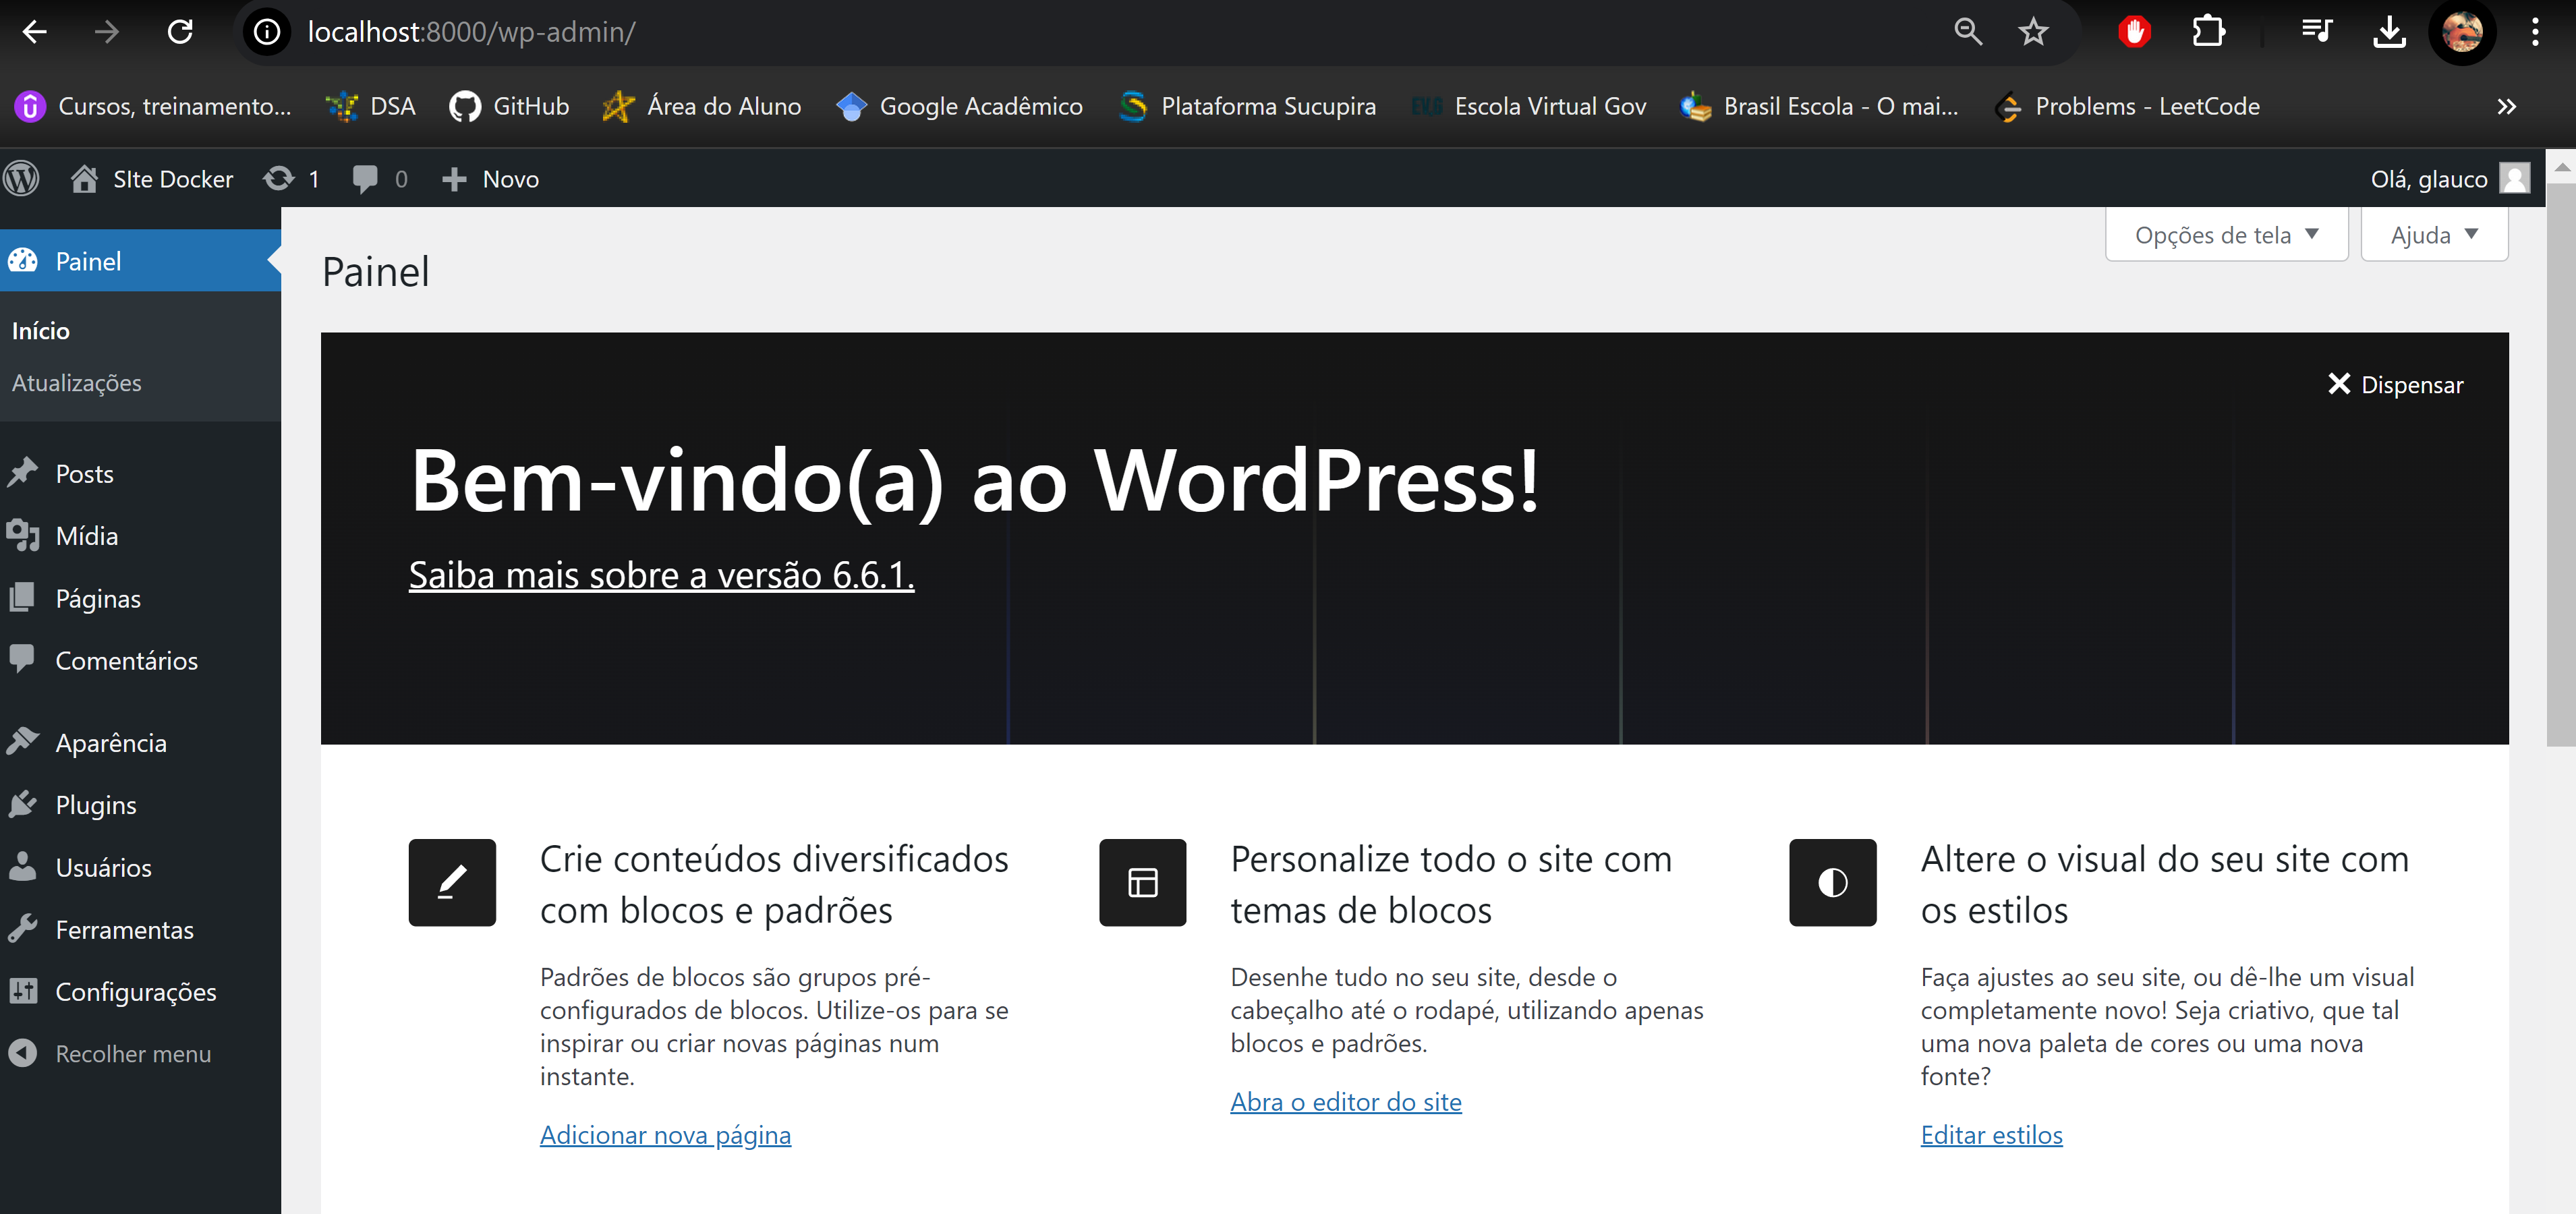 localhost:8000/wp-admin/
Cursos, treinamento...
DSA
GitHub
Área do Aluno
Google Acadêmico
Plataforma Sucupira
EV.G
Escola Virtual Gov
Brasil Escola - O mai...
Problems - LeetCode
SIte Docker
1
0
Novo
Olá, glauco
Opções de tela
Ajuda
Painel
Início
Atualizações
Posts
Mídia
Páginas
Comentários
Aparência
Plugins
Usuários
Ferramentas
Configurações
Recolher menu
Painel
Dispensar
Bem-vindo(a) ao WordPress!
Saiba mais sobre a versão 6.6.1.
Crie conteúdos diversificados
com blocos e padrões
Padrões de blocos são grupos pré-
configurados de blocos. Utilize-os para se
inspirar ou criar novas páginas num
instante.
Adicionar nova página
Personalize todo o site com
temas de blocos
Desenhe tudo no seu site, desde o
cabeçalho até o rodapé, utilizando apenas
blocos e padrões.
Abra o editor do site
Altere o visual do seu site com
os estilos
Faça ajustes ao seu site, ou dê-lhe um visual
completamente novo! Seja criativo, que tal
uma nova paleta de cores ou uma nova
fonte?
Editar estilos